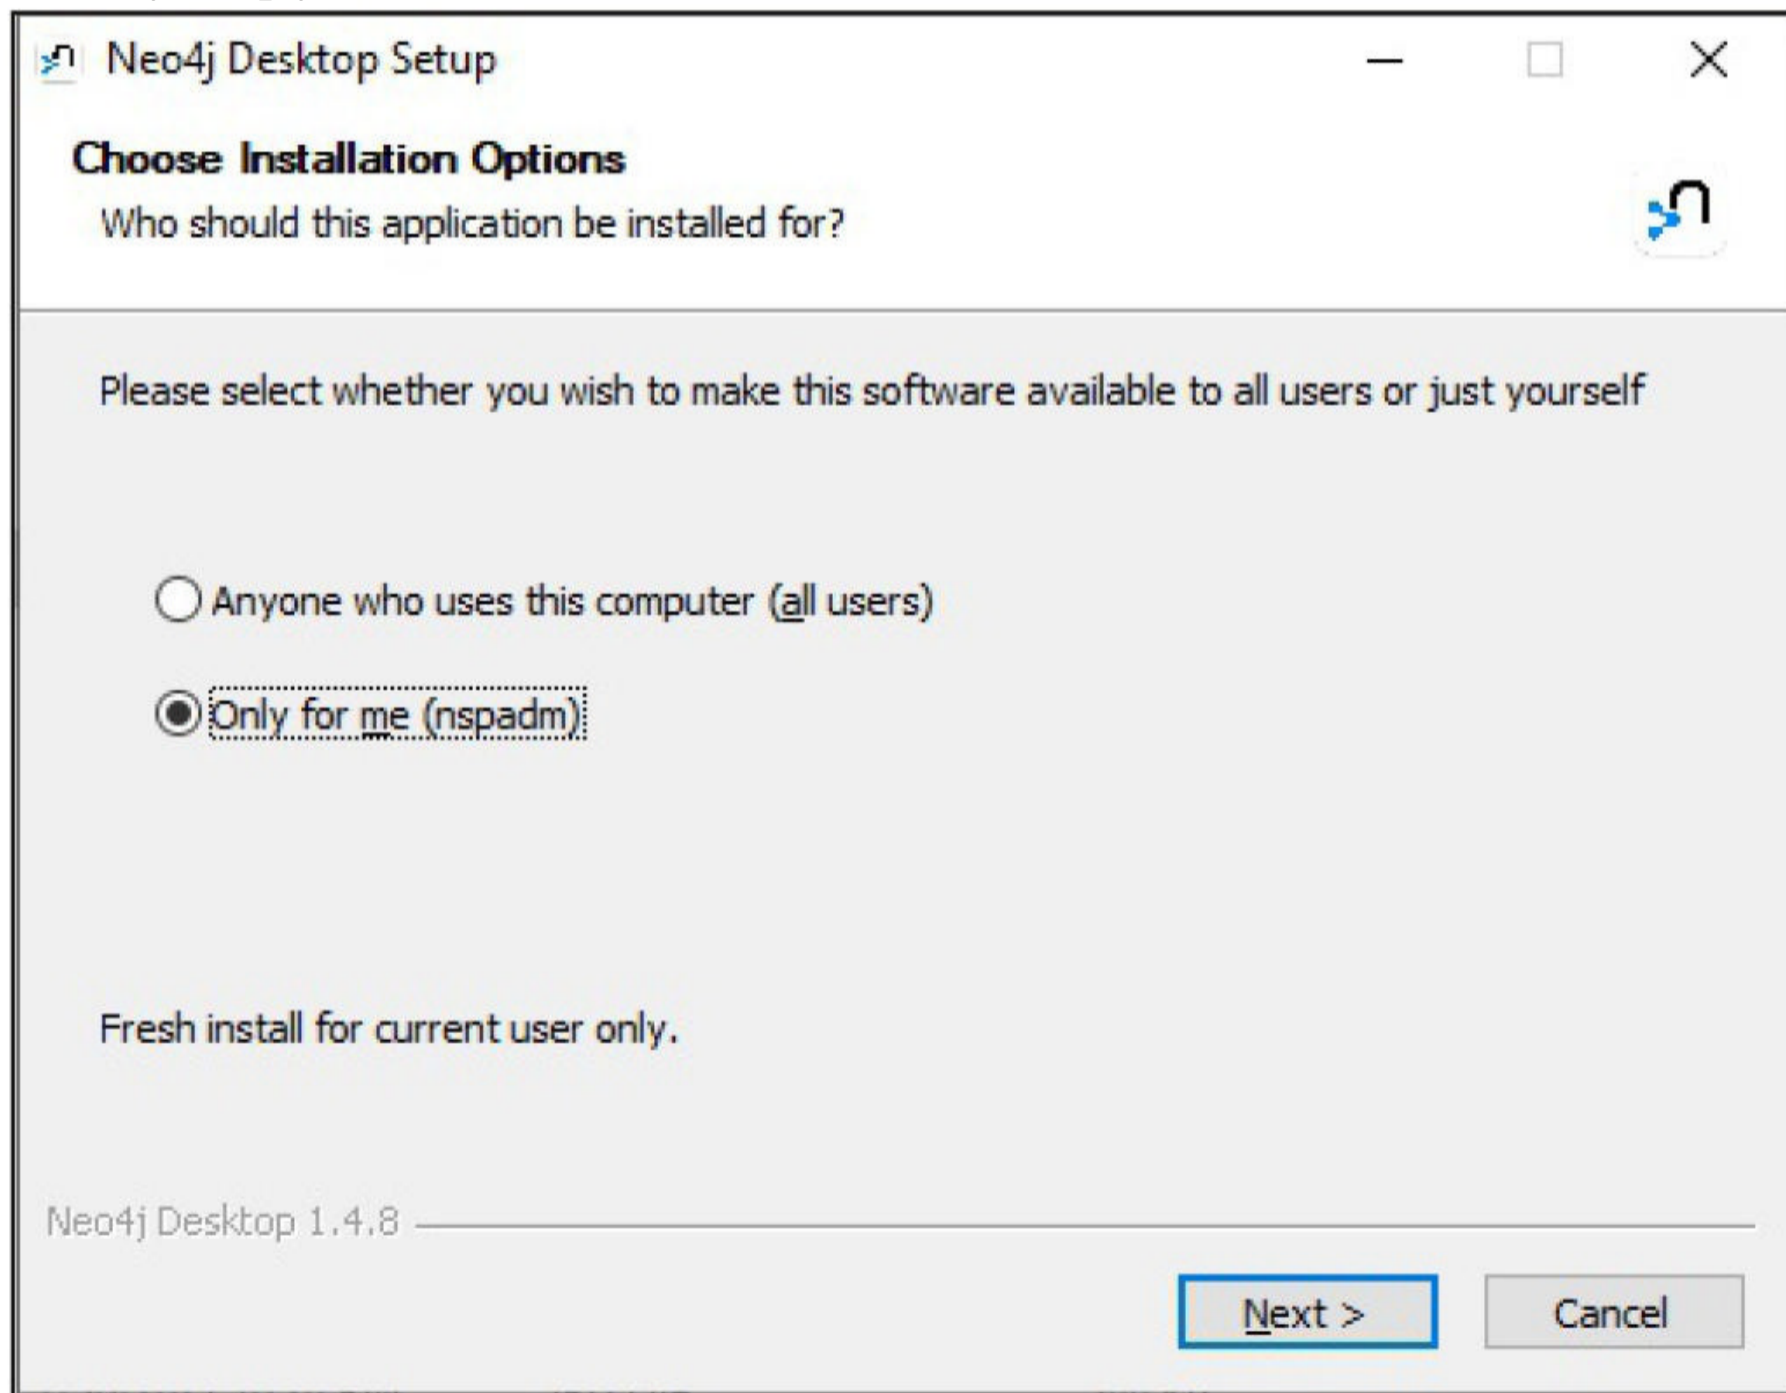 Neo4j Desktop Setup
Choose Installation Options
Who should this application be installed for?
Please select whether you wish to make this software available to all users or just yourself
Anyone who uses this computer (all users)
Only for me (nspadm)
Fresh install for current user only.
Neo4j Desktop 1.4.8
Next >
Cancel